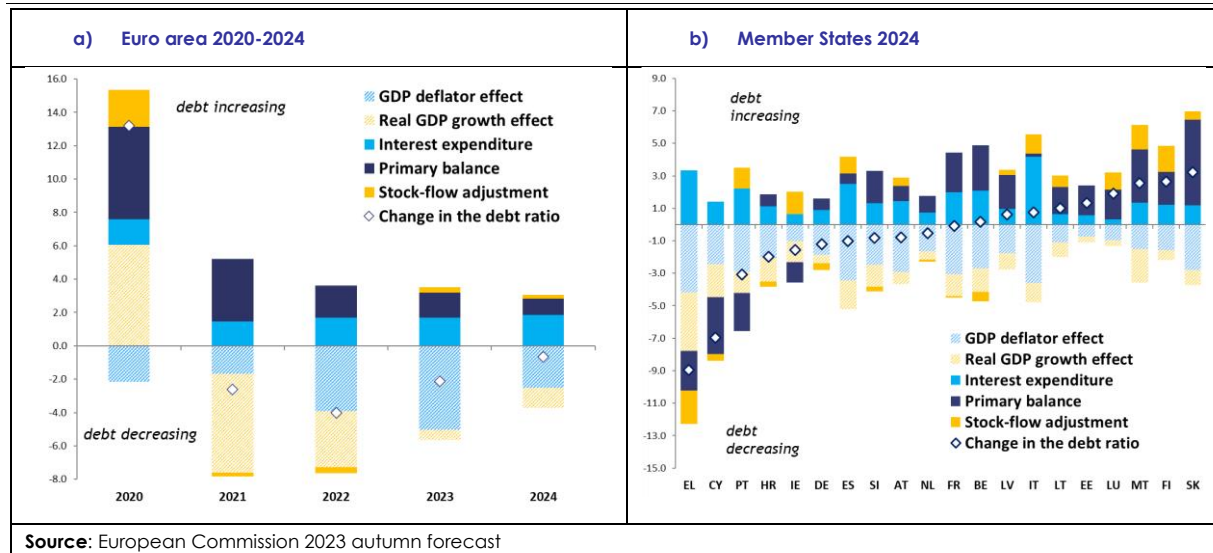 a) Euro area 2020-2024
b) Member States 2024
16.0
14.0
12.0
10.0
8.0
6.0
4.0
2.0
0.0
-2.0
-4.0
-6.0
-8.0
debt increasing
debt decreasing
GDP deflator effect
Real GDP growth effect
Interest expenditure
Primary balance
Stock-flow adjustment
Change in the debt ratio
2020 2021 2022 2023 2024
9.0
7.0
5.0
3.0
1.0
-1.0
-3.0
-5.0
-7.0
-9.0
-11.0
-13.0
-15.0
debt
increasing
GDP deflator effect
Real GDP growth effect
Interest expenditure
Primary balance
Stock-flow adjustment
Change in the debt ratio
debt
decreasing
EL CY PT HR IE DE ES SI AT NL FR BE LV IT LT EE LU MT FI SK
Source: European Commission 2023 autumn forecast